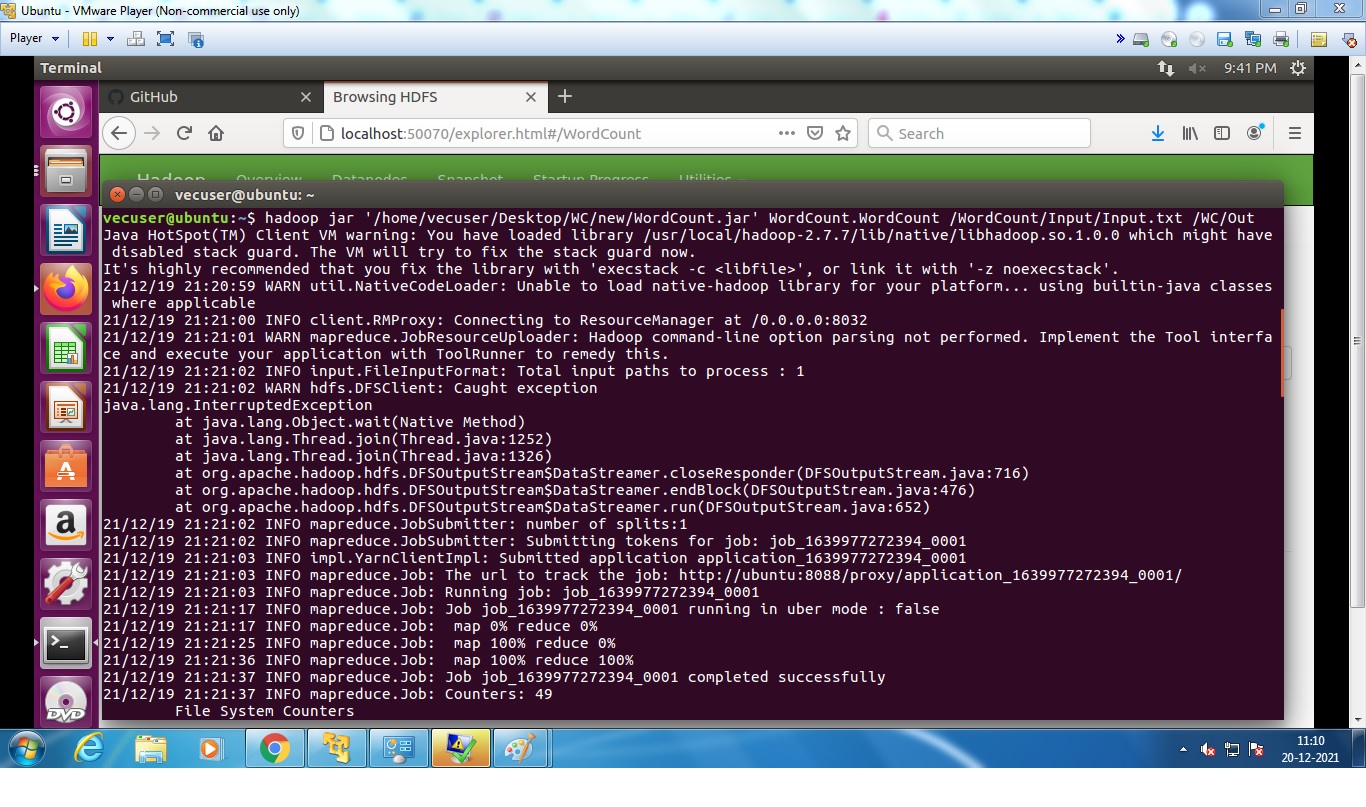 Ubuntu - VMware Player (Non-commercial use only)
Player
Terminal
9:41 PM
GitHub
Browsing HDFS
localhost:50070/explorer.html#/WordCount
Search
Hadoop Overview Datanodes Snapshot Startup Progress Utilities
vecuser@ubuntu: ~
vecuser@ubuntu:~$ hadoop jar '/home/vecuser/Desktop/WC/new/WordCount.jar' WordCount.WordCount /WordCount/Input/Input.txt /WC/Out
Java HotSpot(TM) Client VM warning: You have loaded library /usr/local/hadoop-2.7.7/lib/native/libhadoop.so.1.0.0 which might have
disabled stack guard. The VM will try to fix the stack guard now.
It's highly recommended that you fix the library with 'execstack -c <libfile>', or link it with '-z noexecstack'.
21/12/19 21:20:59 WARN util.NativeCodeLoader: Unable to load native-hadoop library for your platform... using builtin-java classes
where applicable
21/12/19 21:21:00 INFO client.RMProxy: Connecting to ResourceManager at /0.0.0.0:8032
21/12/19 21:21:01 WARN mapreduce.JobResourceUploader: Hadoop command-line option parsing not performed. Implement the Tool interfa
ce and execute your application with ToolRunner to remedy this.
21/12/19 21:21:02 INFO input.FileInputFormat: Total input paths to process : 1
21/12/19 21:21:02 WARN hdfs.DFSClient: Caught exception
java.lang.InterruptedException
at java.lang.Object.wait(Native Method)
at java.lang.Thread.join(Thread.java:1252)
at java.lang.Thread.join(Thread.java:1326)
at org.apache.hadoop.hdfs.DFSOutputStream$DataStreamer.closeResponder(DFSOutputStream.java:716)
at org.apache.hadoop.hdfs.DFSOutputStream$DataStreamer.endBlock(DFSOutputStream.java:476)
at org.apache.hadoop.hdfs.DFSOutputStream$DataStreamer.run(DFSOutputStream.java:652)
21/12/19 21:21:02 INFO mapreduce.JobSubmitter: number of splits:1
21/12/19 21:21:02 INFO mapreduce.JobSubmitter: Submitting tokens for job: job_1639977272394_0001
21/12/19 21:21:03 INFO impl.YarnClientImpl: Submitted application application_1639977272394_0001
21/12/19 21:21:03 INFO mapreduce.Job: The url to track the job: http://ubuntu:8088/proxy/application_1639977272394_0001/
21/12/19 21:21:03 INFO mapreduce.Job: Running job: job_1639977272394_0001
21/12/19 21:21:17 INFO mapreduce.Job: Job job_1639977272394_0001 running in uber mode : false
21/12/19 21:21:17 INFO mapreduce.Job:  map 0% reduce 0%
21/12/19 21:21:25 INFO mapreduce.Job:  map 100% reduce 0%
21/12/19 21:21:36 INFO mapreduce.Job:  map 100% reduce 100%
21/12/19 21:21:37 INFO mapreduce.Job: Job job_1639977272394_0001 completed successfully
21/12/19 21:21:37 INFO mapreduce.Job: Counters: 49
File System Counters
DVD
11:10
20-12-2021